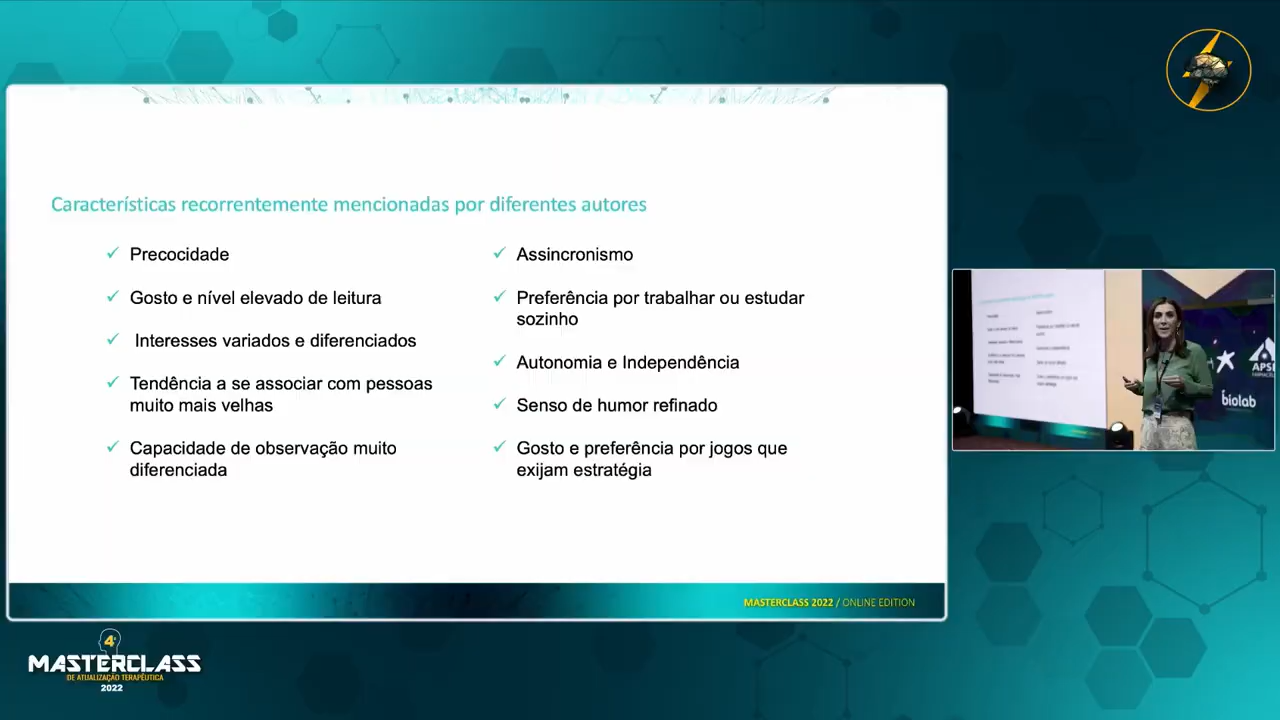 Características recorrentemente mencionadas por diferentes autores
Precocidade
Gosto e nível elevado de leitura
Interesses variados e diferenciados
Tendência a se associar com pessoas
muito mais velhas
Capacidade de observação muito
diferenciada
Assincronismo
Preferência por trabalhar ou estudar
sozinho
Autonomia e Independência
Senso de humor refinado
Gosto e preferência por jogos que
exijam estratégia
MASTERCLASS 2022 / ONLINE EDITION
4ª
MASTERCLASS
DE ATUALIZAÇÃO TERAPÊUTICA
2022
APS
biolab